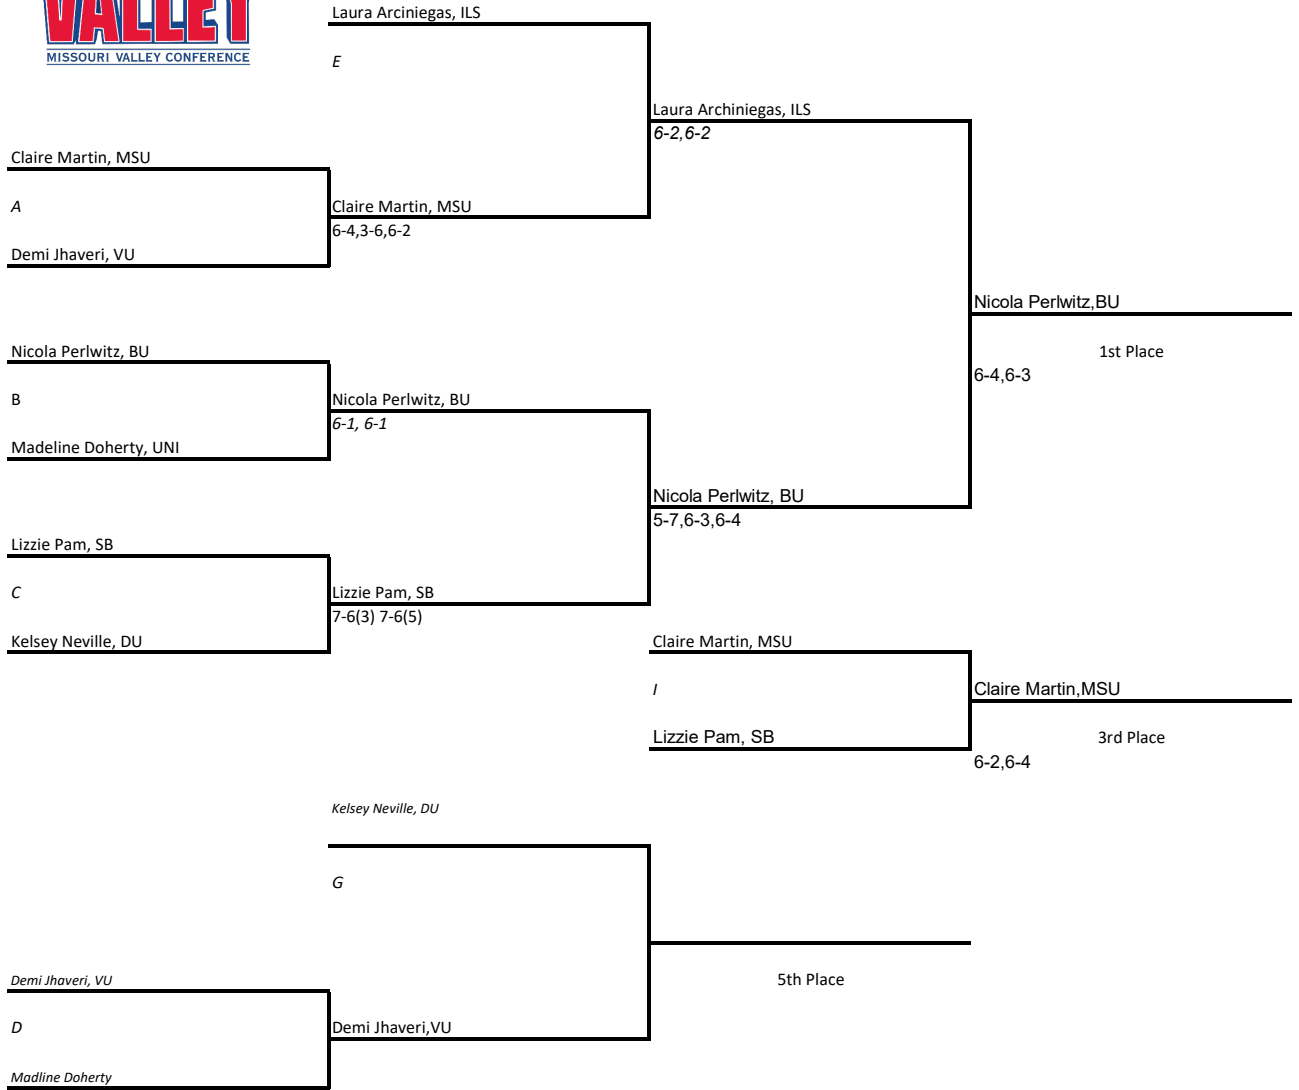 VALLEY
MISSOURI VALLEY CONFERENCE
Laura Arciniegas, ILS
E
Laura Archiniegas, ILS
6-2,6-2
Claire Martin, MSU
A
Claire Martin, MSU
6-4,3-6,6-2
Demi Jhaveri, VU
Nicola Perlwitz,BU
1st Place
6-4,6-3
Nicola Perlwitz, BU
B
Nicola Perlwitz, BU
6-1, 6-1
Madeline Doherty, UNI
Nicola Perlwitz, BU
5-7,6-3,6-4
Lizzie Pam, SB
C
Lizzie Pam, SB
7-6(3) 7-6(5)
Kelsey Neville, DU
Claire Martin, MSU
I
Claire Martin,MSU
Lizzie Pam, SB
3rd Place
6-2,6-4
Kelsey Neville, DU
G
5th Place
Demi Jhaveri, VU
D
Demi Jhaveri,VU
Madline Doherty